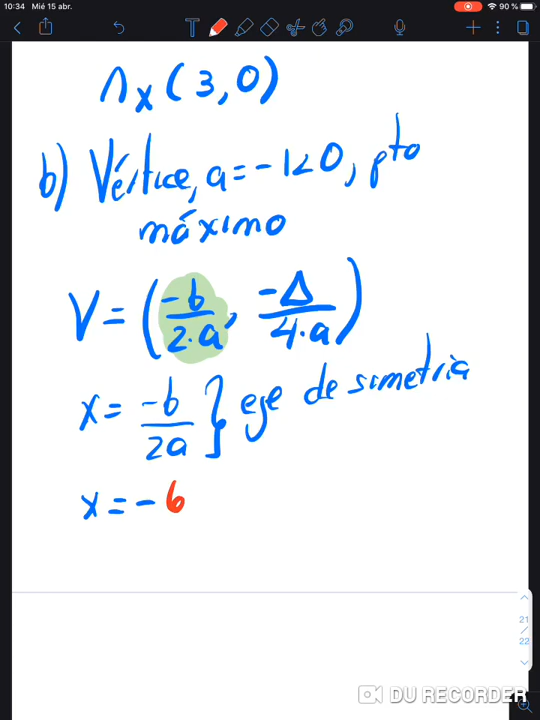 10:34 Mié 15 abr.
90 %
∩x (3,0)
b) Vértice, a=-1<0, pto
máximo
V = (-b/2·a, -Δ/4·a)
x = -b/2a } eje de simetria
x = - 6
21
/
22
DU RECORDER